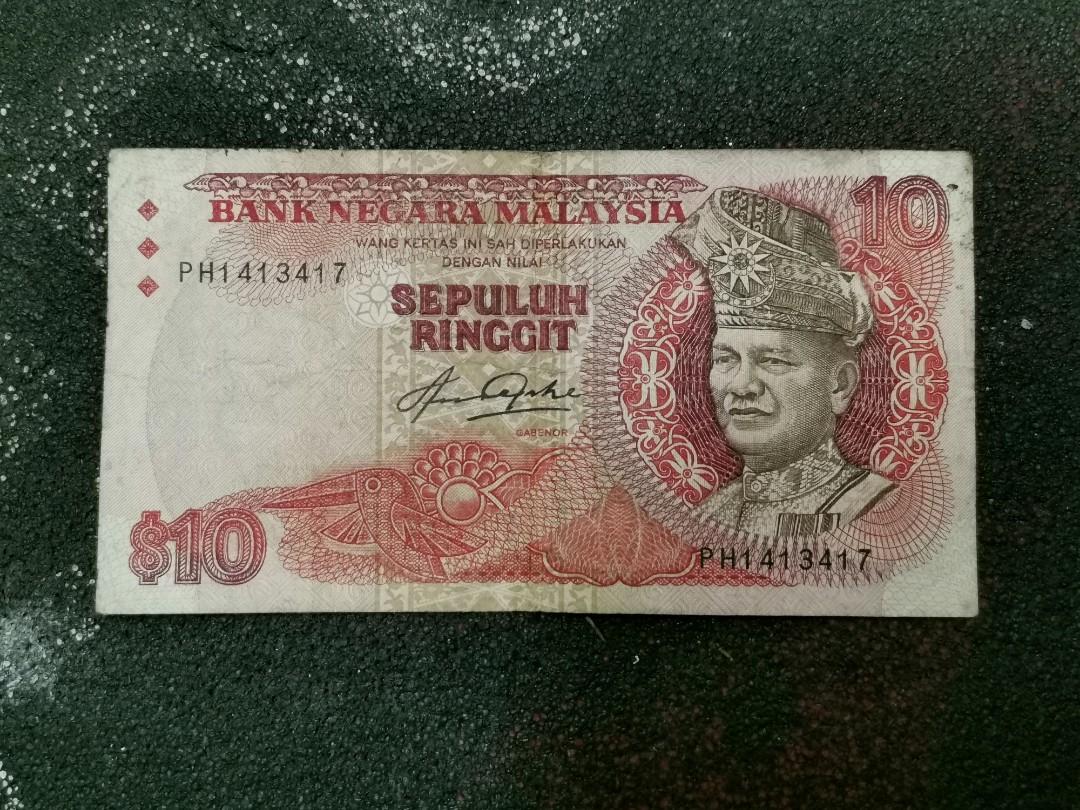 BANK NEGARA MALAYSIA
10
WANG KERTAS INI SAH DIPERLAKUKAN
DENGAN NILAI
PH1413417
SEPULUH
RINGGIT
GABENOR
$10
PH1413417